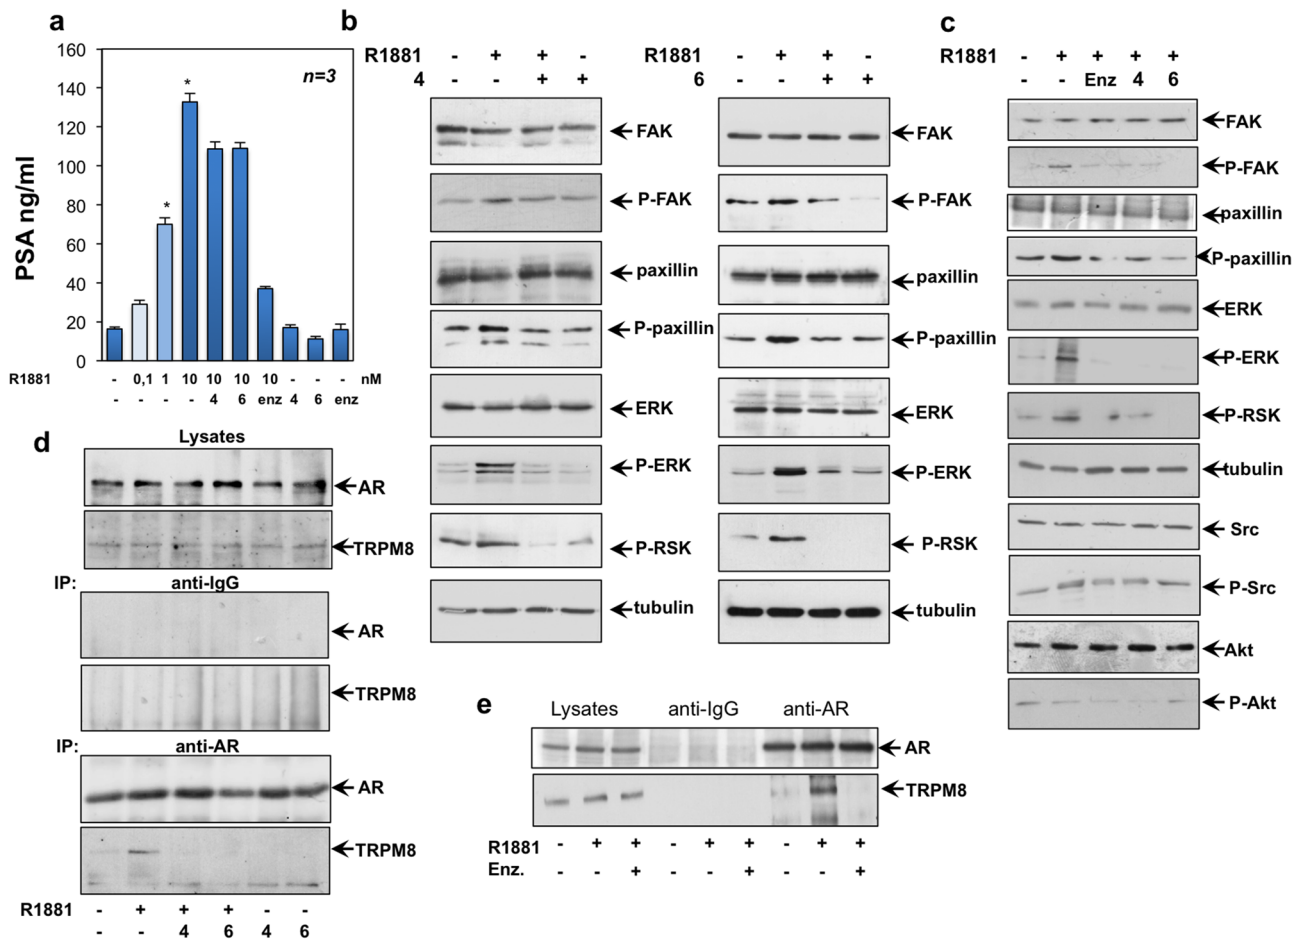 a
PSA ng/ml
160
140
120
100
80
60
40
20
0
n=3
*
*
R1881 - 0,1 1 10 10 10 10 - - - nM
- - - - 4 6 enz 4 6 enz
b
R1881 - + + -
4 - - + +
FAK
P-FAK
paxillin
P-paxillin
ERK
P-ERK
P-RSK
tubulin
R1881 - + + -
6 - - + +
FAK
P-FAK
paxillin
P-paxillin
ERK
P-ERK
P-RSK
tubulin
c
R1881 - + + + +
- - Enz 4 6
FAK
P-FAK
paxillin
P-paxillin
ERK
P-ERK
P-RSK
tubulin
Src
P-Src
Akt
P-Akt
d
Lysates
AR
TRPM8
IP: anti-IgG
AR
TRPM8
IP: anti-AR
AR
TRPM8
R1881 - + + + - -
- - 4 6 4 6
e
Lysates anti-IgG anti-AR
AR
TRPM8
R1881 - + + - + + - + +
Enz. - - + - - + - - +